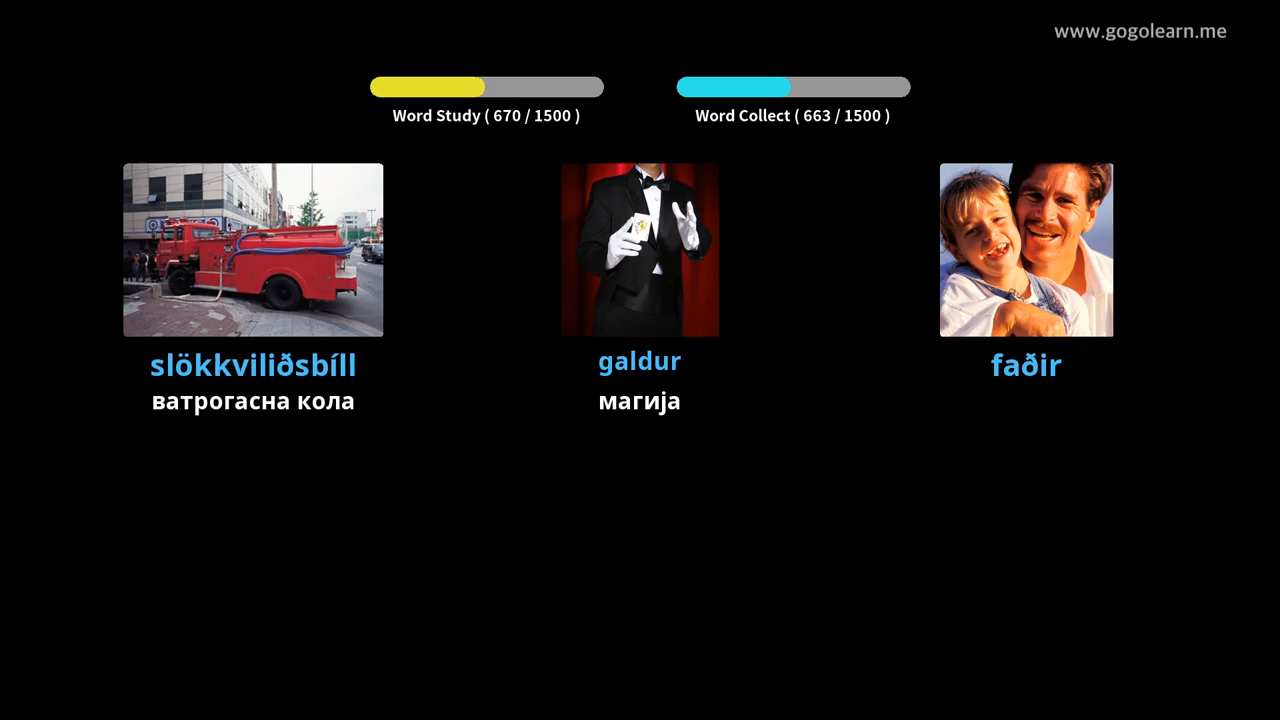 www.gogolearn.me
Word Study ( 670 / 1500 )
Word Collect ( 663 / 1500 )
slökkviliðsbíll
ватрогасна кола
galdur
магија
faðir